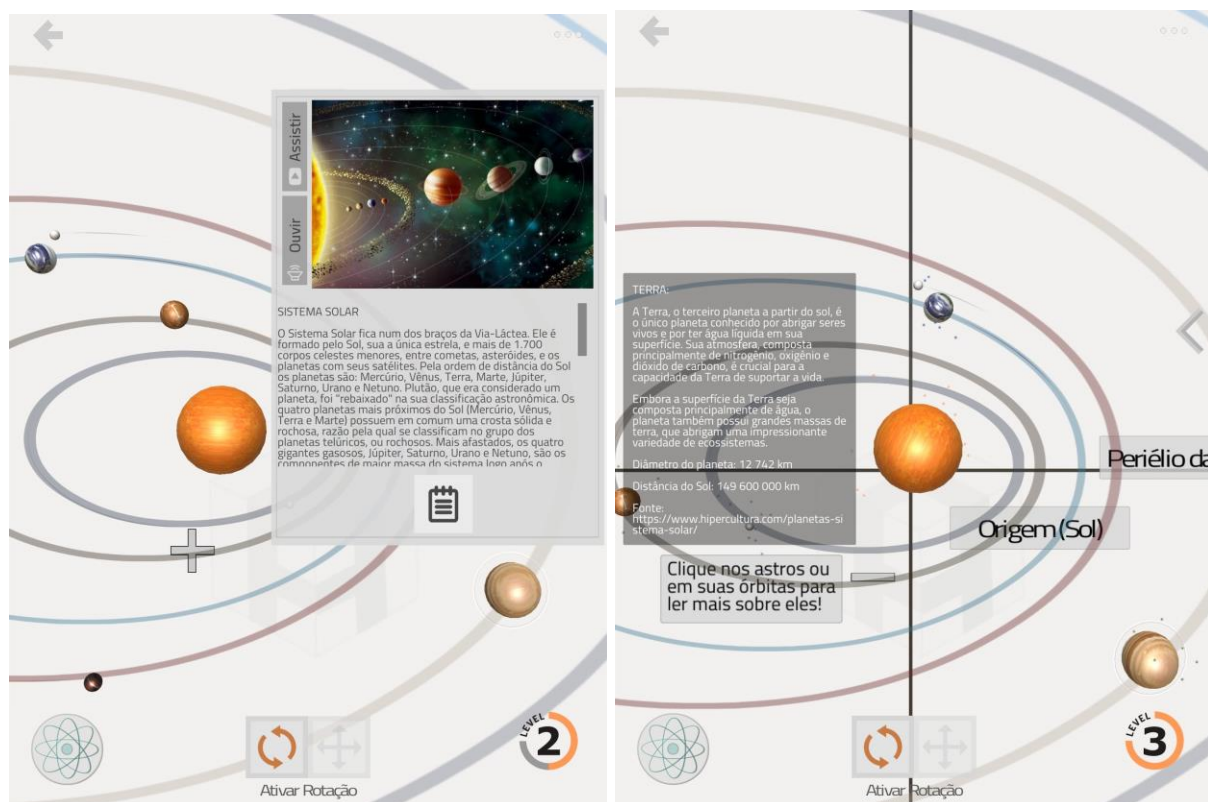 Assistir
Ouvir
SISTEMA SOLAR
O Sistema Solar fica num dos braços da Via-Láctea. Ele é
formado pelo Sol, sua a única estrela, e mais de 1.700
corpos celestes menores, entre cometas, asteróides, e os
planetas com seus satélites. Pela ordem de distância do Sol
os planetas são: Mercúrio, Vênus, Terra, Marte, Júpiter,
Saturno, Urano e Netuno. Plutão, que era considerado um
planeta, foi "rebaixado" na sua classificação astronômica. Os
quatro planetas mais próximos do Sol (Mercúrio, Vênus,
Terra e Marte) possuem em comum uma crosta sólida e
rochosa, razão pela qual se classificam no grupo dos
planetas telúricos, ou rochosos. Mais afastados, os quatro
gigantes gasosos, Júpiter, Saturno, Urano e Netuno, são os
componentes de maior massa do sistema logo após o
LEVEL
2
Ativar Rotação
TERRA:
A Terra, o terceiro planeta a partir do sol, é
o único planeta conhecido por abrigar seres
vivos e por ter água líquida em sua
superfície. Sua atmosfera, composta
principalmente de nitrogênio, oxigênio e
dióxido de carbono, é crucial para a
capacidade da Terra de suportar a vida.
Embora a superfície da Terra seja
composta principalmente de água, o
planeta também possui grandes massas de
terra, que abrigam uma impressionante
variedade de ecossistemas.
Diâmetro do planeta: 12 742 km
Distância do Sol: 149 600 000 km
Fonte:
https://www.hipercultura.com/planetas-si
stema-solar/
Periélio da
Origem (Sol)
Clique nos astros ou
em suas órbitas para
ler mais sobre eles!
LEVEL
3
Ativar Rotação